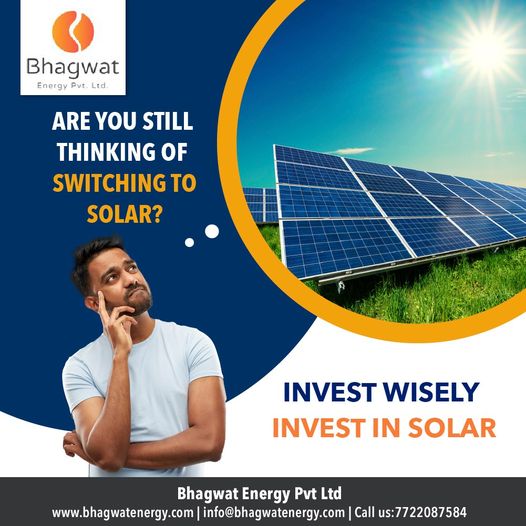 Bhagwat
Energy Pvt. Ltd.
ARE YOU STILL
THINKING OF
SWITCHING TO
SOLAR?
INVEST WISELY
INVEST IN SOLAR
Bhagwat Energy Pvt Ltd
www.bhagwatenergy.com | info@bhagwatenergy.com | Call us:7722087584